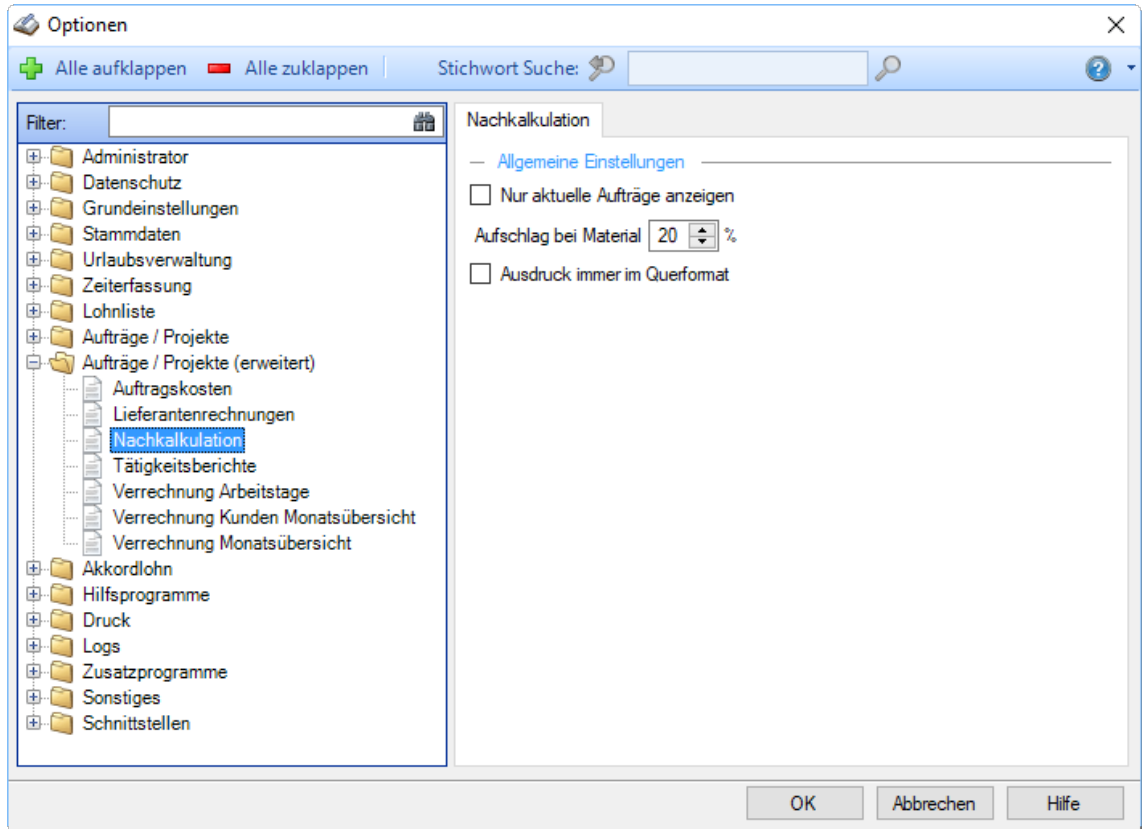 Optionen
Alle aufklappen Alle zuklappen Stichwort Suche:
Filter:
Administrator
Datenschutz
Grundeinstellungen
Stammdaten
Urlaubsverwaltung
Zeiterfassung
Lohnliste
Aufträge / Projekte
Aufträge / Projekte (erweitert)
Auftragskosten
Lieferantenrechnungen
Nachkalkulation
Tätigkeitsberichte
Verrechnung Arbeitstage
Verrechnung Kunden Monatsübersicht
Verrechnung Monatsübersicht
Akkordlohn
Hilfsprogramme
Druck
Logs
Zusatzprogramme
Sonstiges
Schnittstellen
Nachkalkulation
Allgemeine Einstellungen
Nur aktuelle Aufträge anzeigen
Aufschlag bei Material 20 %
Ausdruck immer im Querformat
OK Abbrechen Hilfe